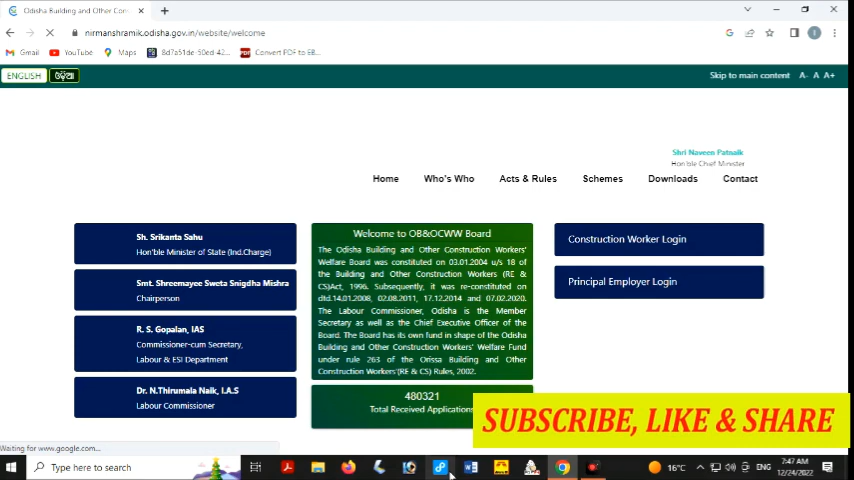 Odisha Building and Other Cons
nirmanshramik.odisha.gov.in/website/welcome
Gmail
YouTube
Maps
8d7a51de-50ed-42...
Convert PDF to EB...
ENGLISH
ଓଡ଼ିଆ
Skip to main content A- A A+
Shri Naveen Patnaik
Hon'ble Chief Minister
Home Who's Who Acts & Rules Schemes Downloads Contact
Sh. Srikanta Sahu
Hon'ble Minister of State (Ind.Charge)
Smt. Shreemayee Sweta Snigdha Mishra
Chairperson
R. S. Gopalan, IAS
Commissioner-cum Secretary,
Labour & ESI Department
Dr. N.Thirumala Naik, I.A.S
Labour Commissioner
Welcome to OB&OCWW Board
The Odisha Building and Other Construction Workers'
Welfare Board was constituted on 03.01.2004 u/s 18 of
the Building and Other Construction Workers (RE &
CS)Act, 1996. Subsequently, it was re-constituted on
dtd.14.01.2008, 02.08.2011, 17.12.2014 and 07.02.2020.
The Labour Commissioner, Odisha is the Member
Secretary as well as the Chief Executive Officer of the
Board. The Board has its own fund in shape of the Odisha
Building and Other Construction Workers' Welfare Fund
under rule 263 of the Orissa Building and Other
Construction Workers'(RE & CS) Rules, 2002.
480321
Total Received Applications
Construction Worker Login
Principal Employer Login
SUBSCRIBE, LIKE & SHARE
Waiting for www.google.com...
Type here to search
16°C
ENG
7:47 AM
12/24/2022